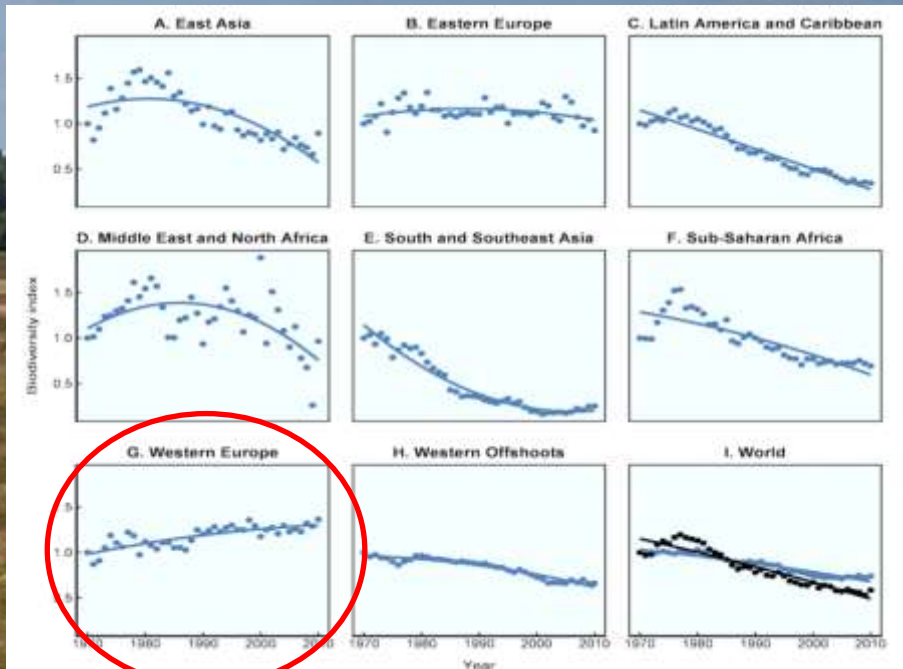 A. East Asia
B. Eastern Europe
C. Latin America and Caribbean
1.5
1.0
0.5
D. Middle East and North Africa
E. South and Southeast Asia
F. Sub-Saharan Africa
Biodiversity index
1.5
1.0
0.5
G. Western Europe
H. Western Offshoots
I. World
1.0
1980
1990
2000
2010
1970
1980
1990
2000
2010
1970
1980
1990
2000
2010
Year